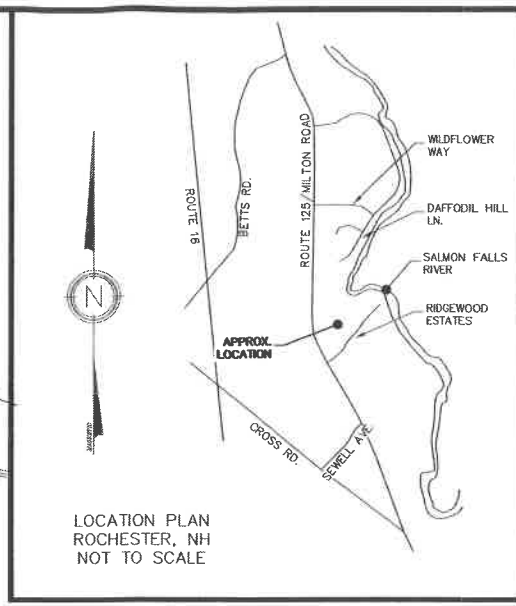 WILDFLOWER
WAY
DAFFODIL HILL
LN.
SALMON FALLS
RIVER
RIDGEWOOD
ESTATES
ROUTE 16
BETTS RD.
ROUTE 125/MILTON ROAD
N
APPROX.
LOCATION
CROSS RD.
SEWELL AVE.
LOCATION PLAN
ROCHESTER, NH
NOT TO SCALE